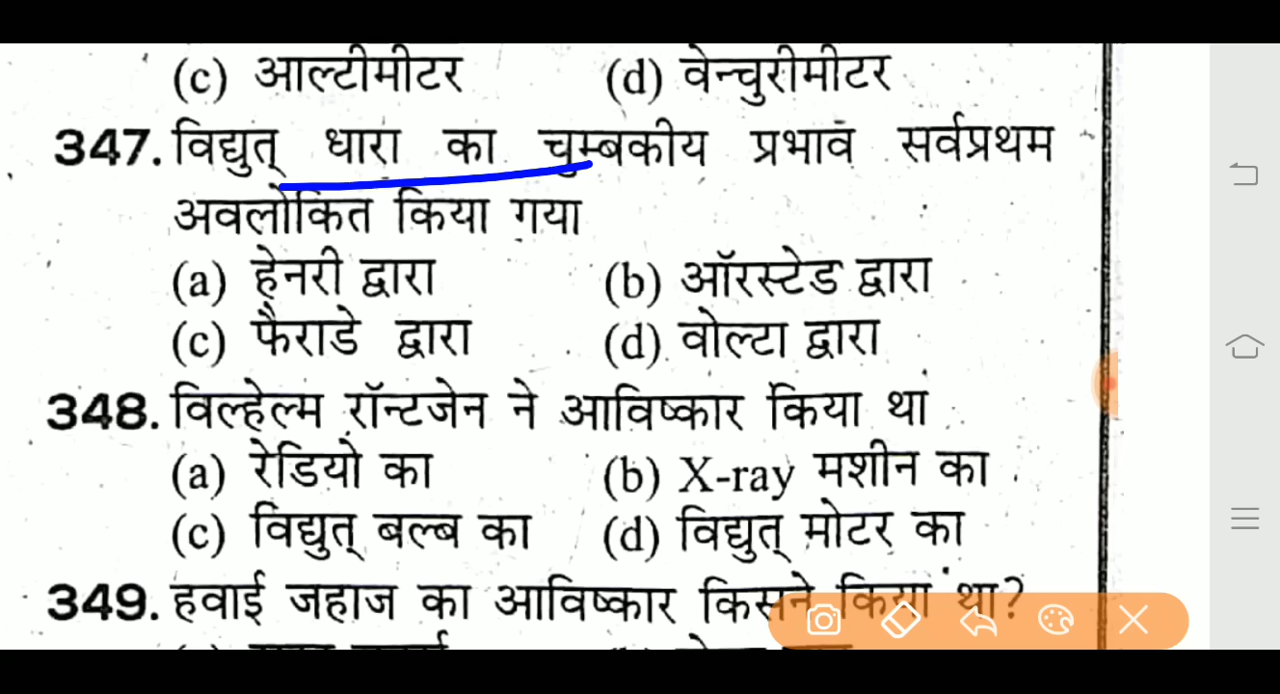 (c) आल्टीमीटर (d) वेन्चुरीमीटर
347. विद्युत् धारा का चुम्बकीय प्रभाव सर्वप्रथम
अवलोकित किया गया
(a) हेनरी द्वारा (b) ऑरस्टेड द्वारा
(c) फैराडे द्वारा (d) वोल्टा द्वारा
348. विल्हेल्म रॉन्टजेन ने आविष्कार किया था
(a) रेडियो का (b) X-ray मशीन का
(c) विद्युत् बल्ब का (d) विद्युत् मोटर का
349. हवाई जहाज का आविष्कार किसने किया था?